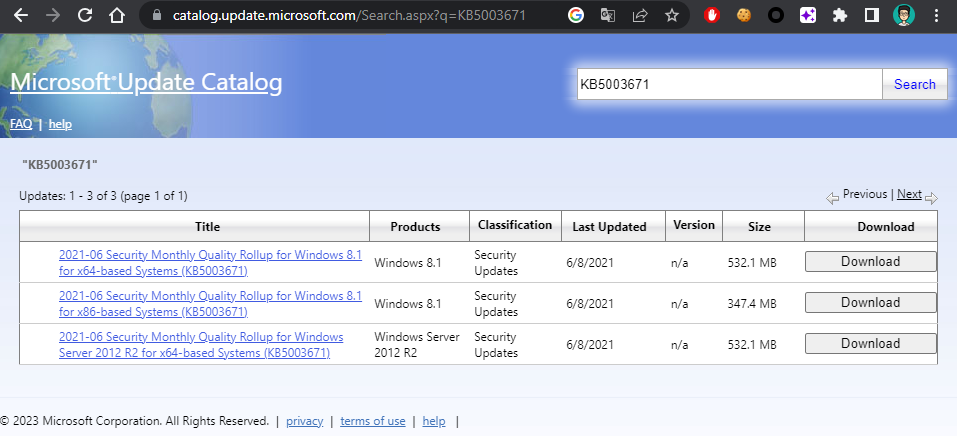 catalog.update.microsoft.com/Search.aspx?q=KB5003671
Microsoft® Update Catalog
KB5003671 Search
FAQ | help
"KB5003671"
Updates: 1 - 3 of 3 (page 1 of 1) Previous | Next
Title Products Classification Last Updated Version Size Download
2021-06 Security Monthly Quality Rollup for Windows 8.1
for x64-based Systems (KB5003671)
Windows 8.1
Security
Updates
6/8/2021 n/a 532.1 MB Download
2021-06 Security Monthly Quality Rollup for Windows 8.1
for x86-based Systems (KB5003671)
Windows 8.1
Security
Updates
6/8/2021 n/a 347.4 MB Download
2021-06 Security Monthly Quality Rollup for Windows
Server 2012 R2 for x64-based Systems (KB5003671)
Windows Server
2012 R2
Security
Updates
6/8/2021 n/a 532.1 MB Download
© 2023 Microsoft Corporation. All Rights Reserved. | privacy | terms of use | help |